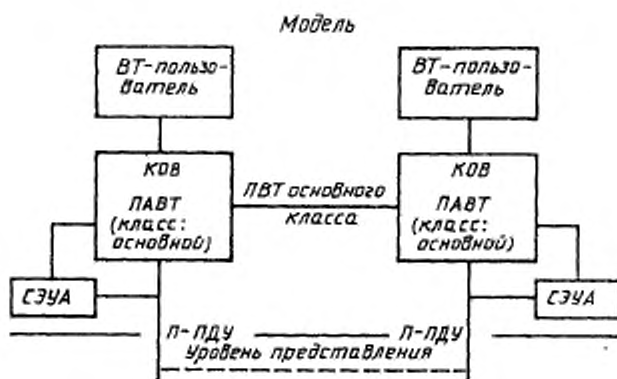 Модель
ВТ-пользо-
ватель
ВТ-пользо-
ватель
КОВ
ПАВТ
(класс:
основной)
ПВТ основного
класса
КОВ
ПАВТ
(класс:
основной)
СЭУА
СЭУА
П-ПДУ
П-ПДУ
Уровень представления